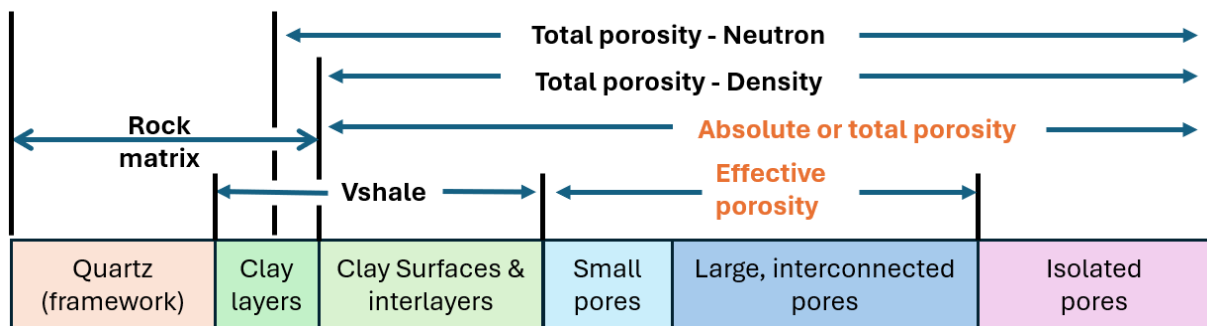 Total porosity - Neutron
Total porosity - Density
Absolute or total porosity
Rock
matrix
Vshale
Effective
porosity
Quartz
(framework)
Clay
layers
Clay Surfaces &
interlayers
Small
pores
Large, interconnected
pores
Isolated
pores